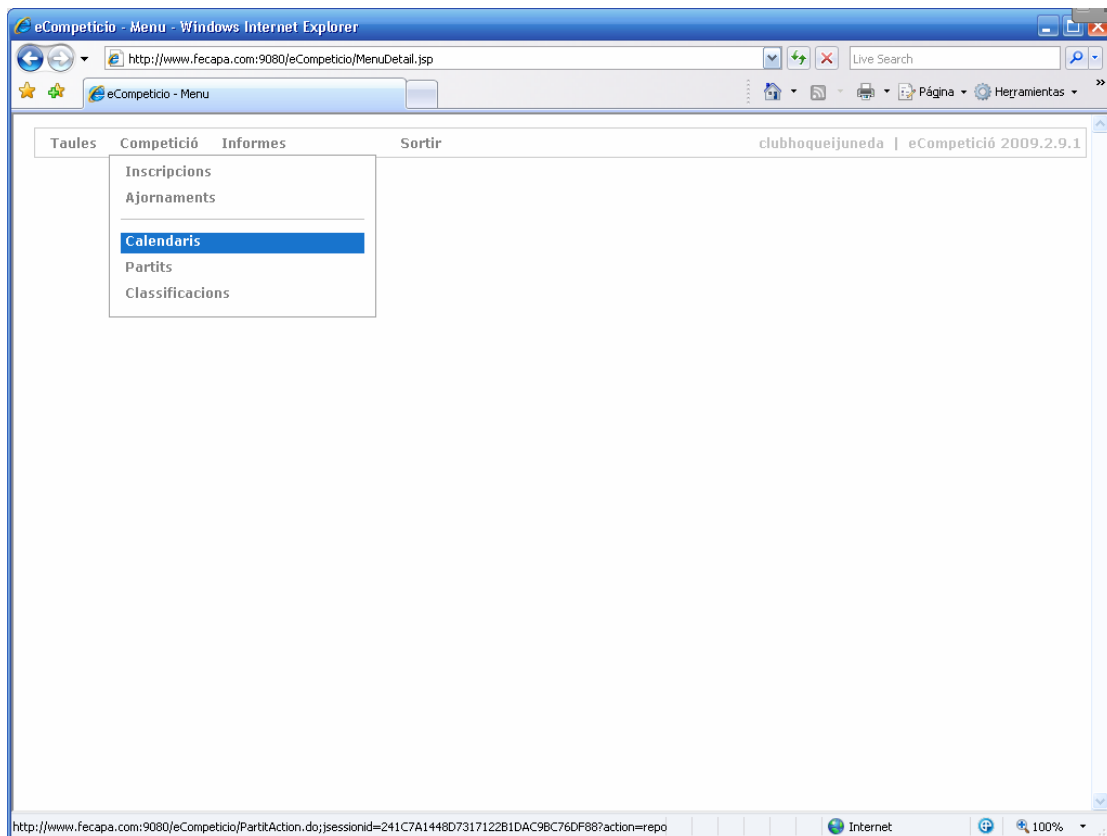 eCompeticio - Menu - Windows Internet Explorer
http://www.fecapa.com:9080/eCompeticio/MenuDetail.jsp
Live Search
eCompeticio - Menu
Página
Herramientas
Taules Competició Informes Sortir clubhoqueijuneda | eCompetició 2009.2.9.1
Inscripcions
Ajornaments
Calendaris
Partits
Classificacions
http://www.fecapa.com:9080/eCompeticio/PartitAction.do;jsessionid=241C7A1448D7317122B1DAC9BC76DF88?action=repo Internet 100%